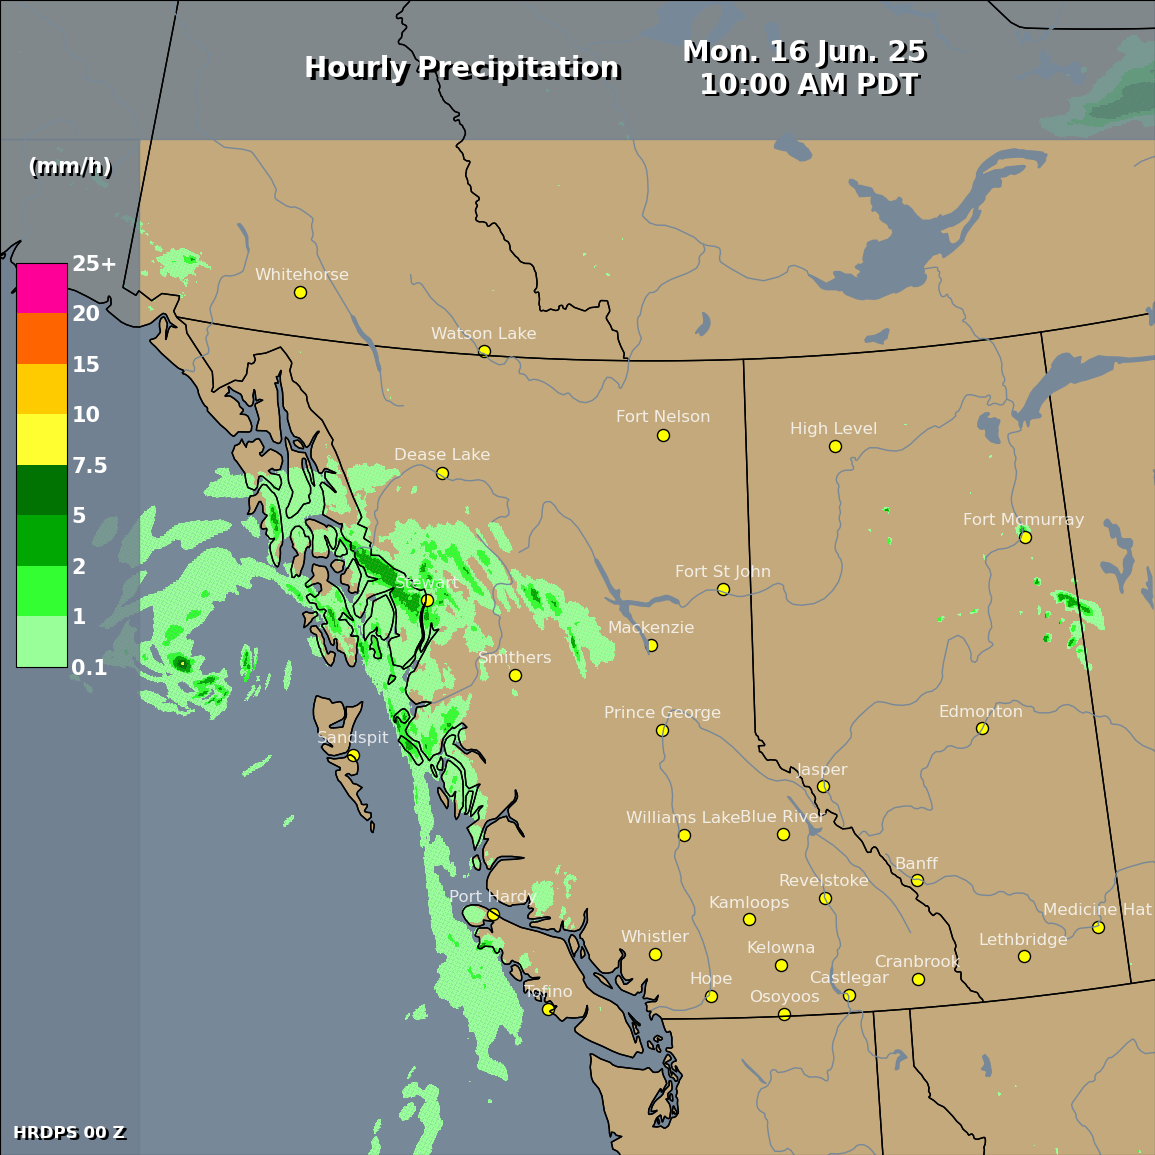 Hourly Precipitation
Mon. 16 Jun. 25
10:00 AM PDT
(mm/h)
25+
20
15
10
7.5
5
2
1
0.1
Whitehorse
Watson Lake
Fort Nelson
High Level
Dease Lake
Fort Mcmurray
Fort St John
Stewart
Mackenzie
Smithers
Prince George
Edmonton
Sandspit
Jasper
Williams Lake
Blue River
Banff
Revelstoke
Port Hardy
Kamloops
Medicine Hat
Whistler
Kelowna
Lethbridge
Cranbrook
Hope
Castlegar
Tofino
Osoyoos
HRDPS 00 Z